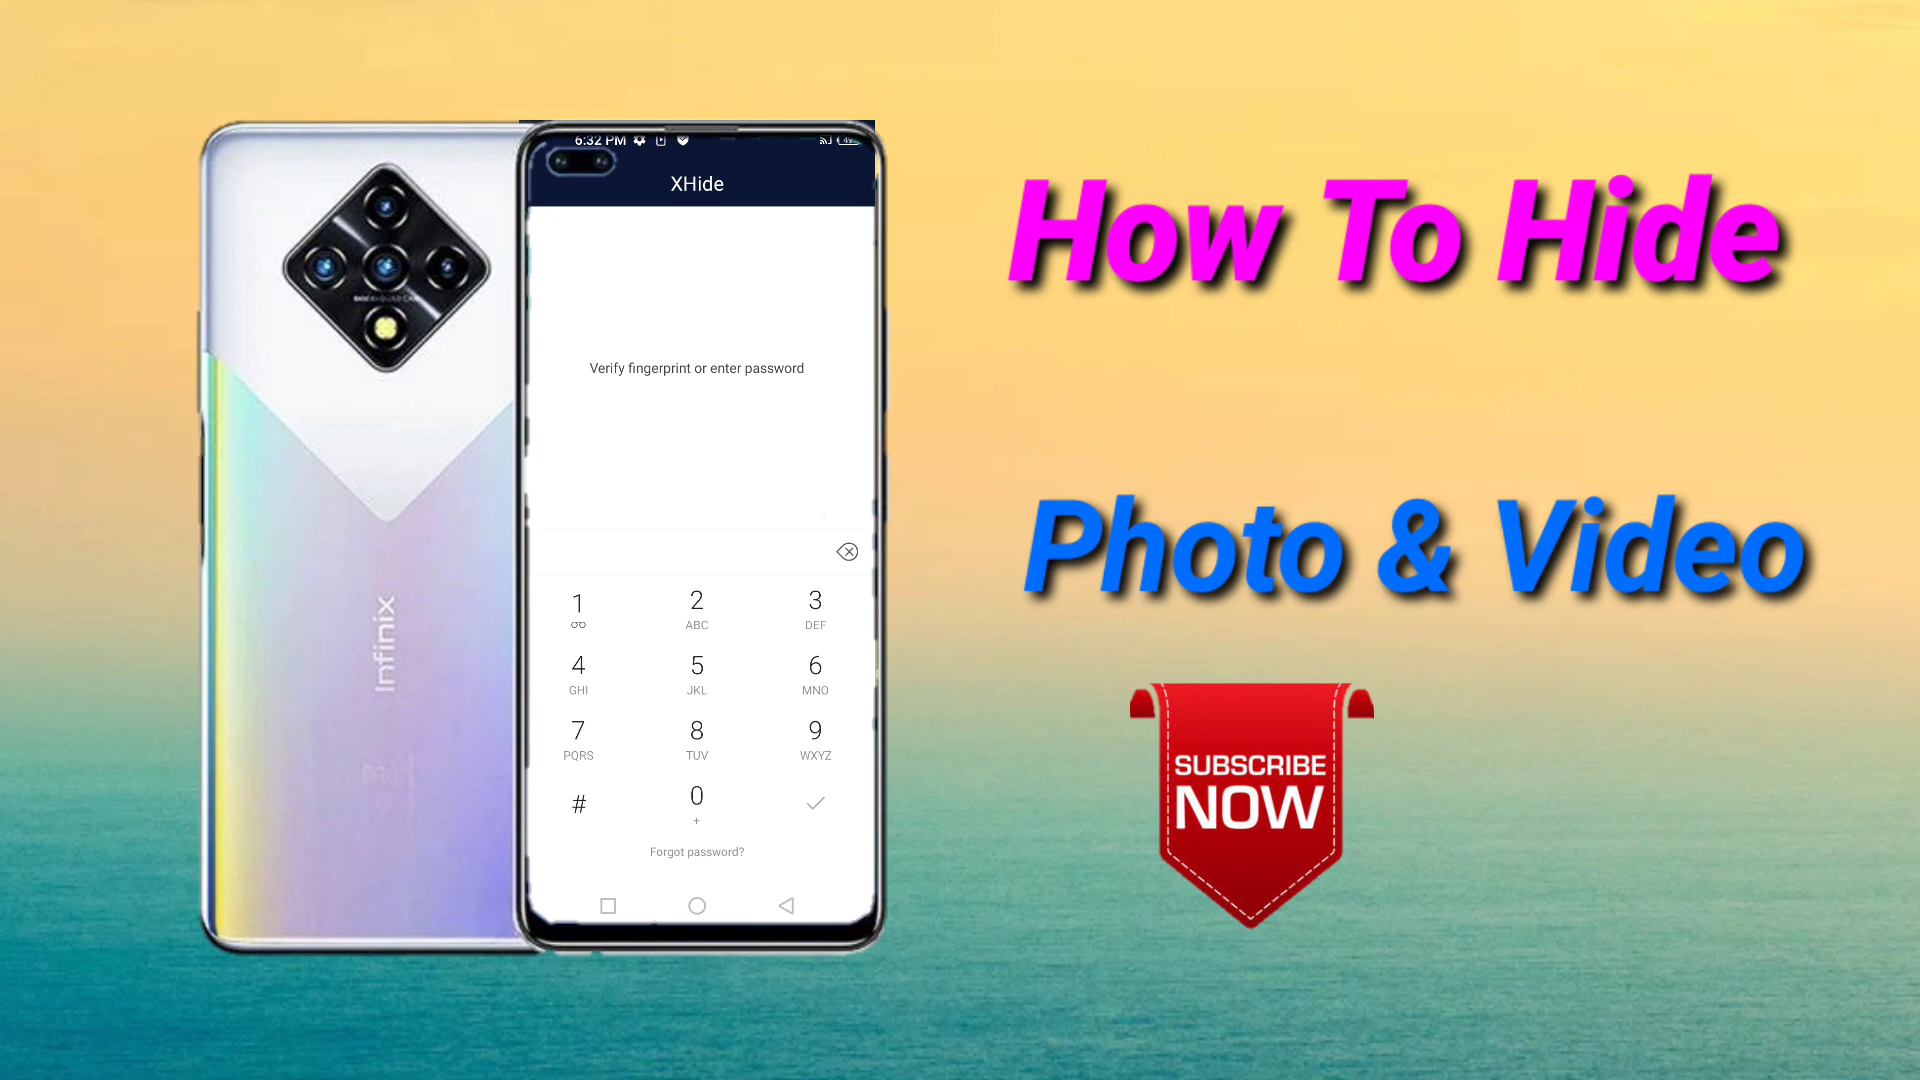 6:32 PM
XHide
Verify fingerprint or enter password
1
2
ABC
3
DEF
4
GHI
5
JKL
6
MNO
7
PQRS
8
TUV
9
WXYZ
#
0
+
Forgot password?
Infinix
How To Hide
Photo & Video
SUBSCRIBE
NOW